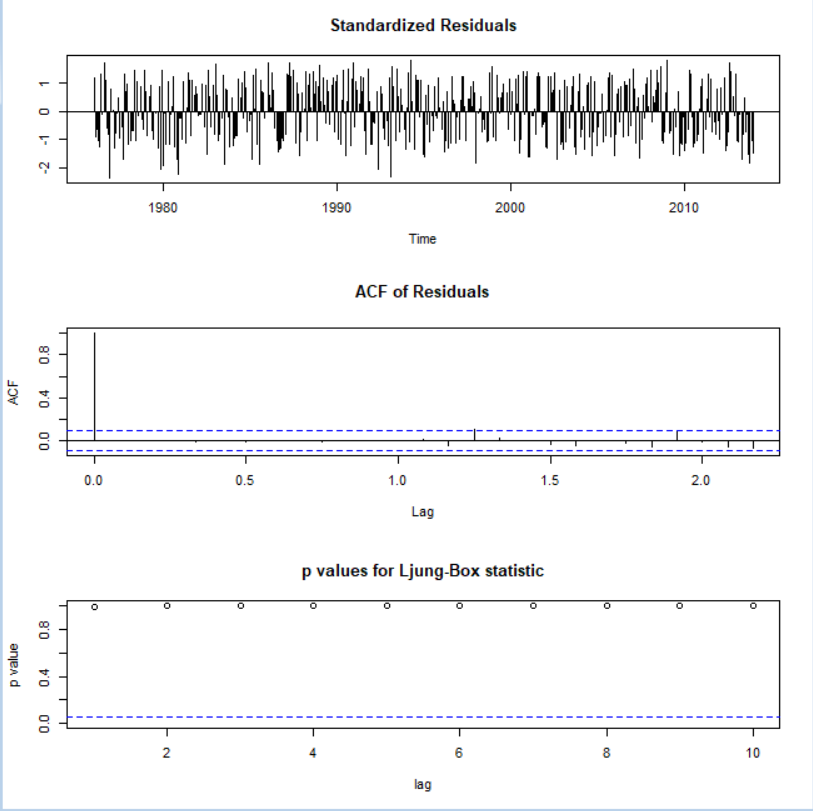 Standardized Residuals
1
0
-1
-2
1980 1990 2000 2010
Time
ACF of Residuals
0.8
0.4
0.0
ACF
0.0 0.5 1.0 1.5 2.0
Lag
p values for Ljung-Box statistic
0.8
0.4
0.0
p value
2 4 6 8 10
lag